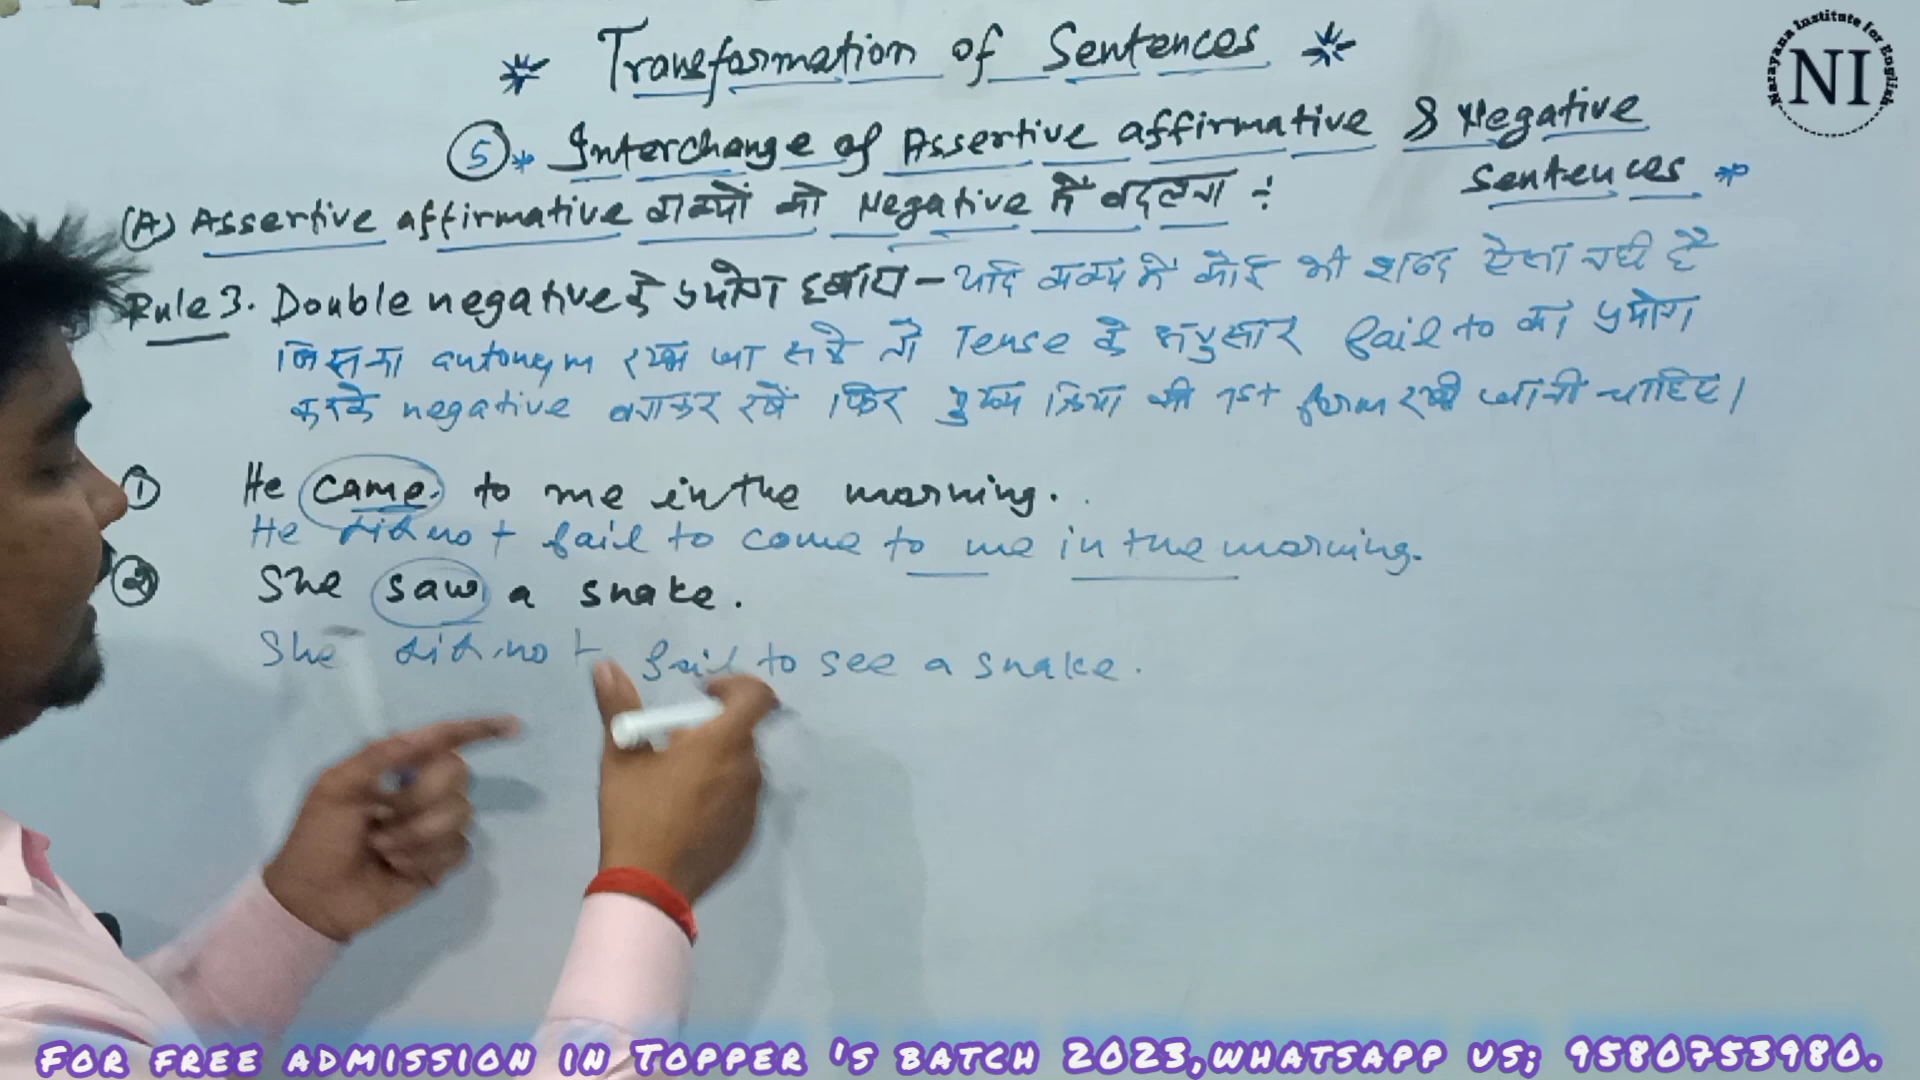 * Transformation of Sentences *
Narayana Institute for English
NI
5 * Interchange of Assertive affirmative & Negative
Sentences *
(A) Assertive affirmative वाक्यों को Negative में बदलना ÷
Rule 3. Double negative के प्रयोग द्वारा - यदि वाक्य में कोई भी शब्द ऐसा नही है
जिसका antonym रखा जा सके तो Tense के अनुसार fail to का प्रयोग
करके negative बनाकर रखें फिर मुख्य क्रिया की 1st form रखी जानी चाहिए।
① He came to me in the morning.
He did not fail to come to me in the morning.
② She saw a snake.
She did not fail to see a snake.
For free admission in Topper 's batch 2023,whatsapp us; 9580753980.